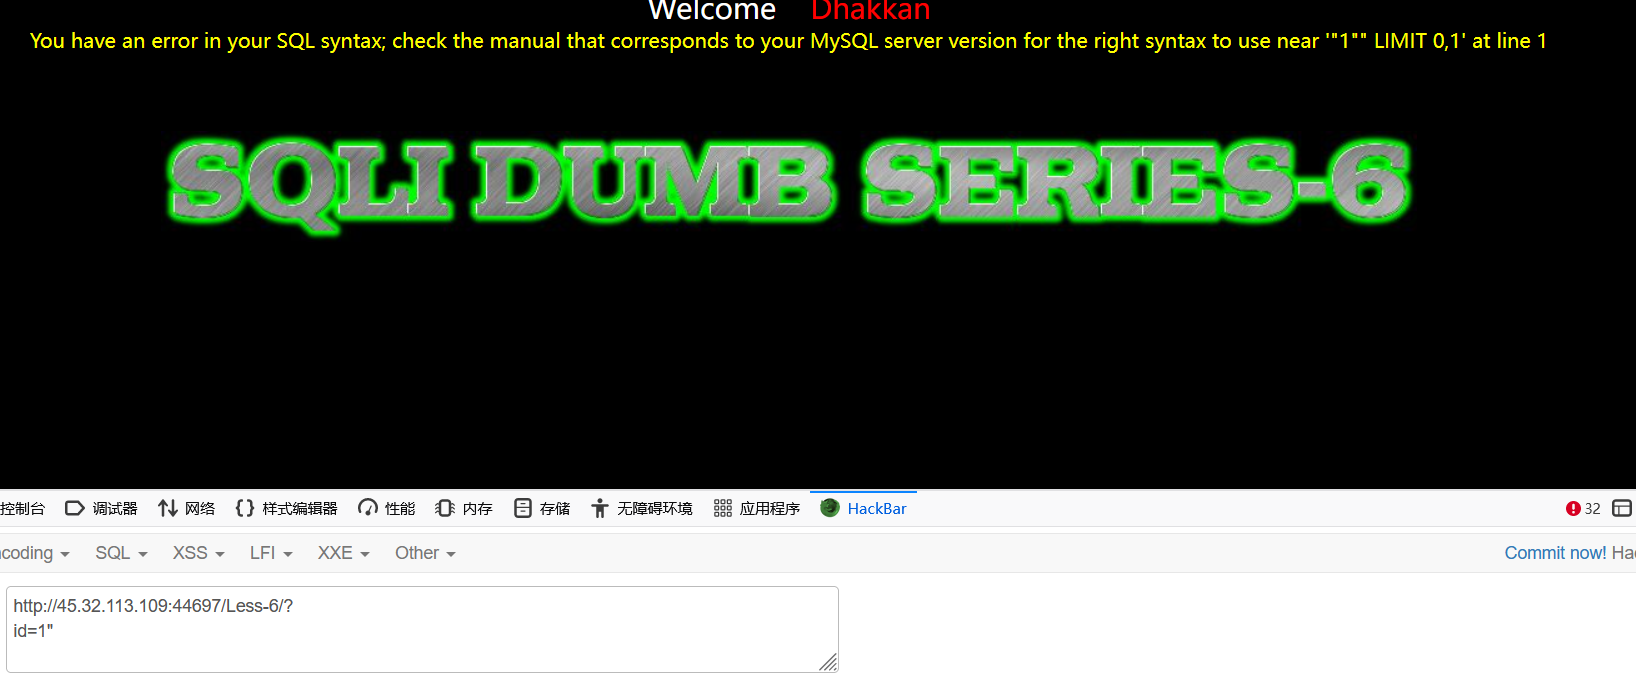 Welcome Dhakkan
You have an error in your SQL syntax; check the manual that corresponds to your MySQL server version for the right syntax to use near '"1"" LIMIT 0,1' at line 1
SQLI DUMB SERIES-6
控制台 调试器 网络 {} 样式编辑器 性能 内存 存储 无障碍环境 应用程序 HackBar 32
coding SQL XSS LFI XXE Other Commit now! Ha
http://45.32.113.109:44697/Less-6/?
id=1"